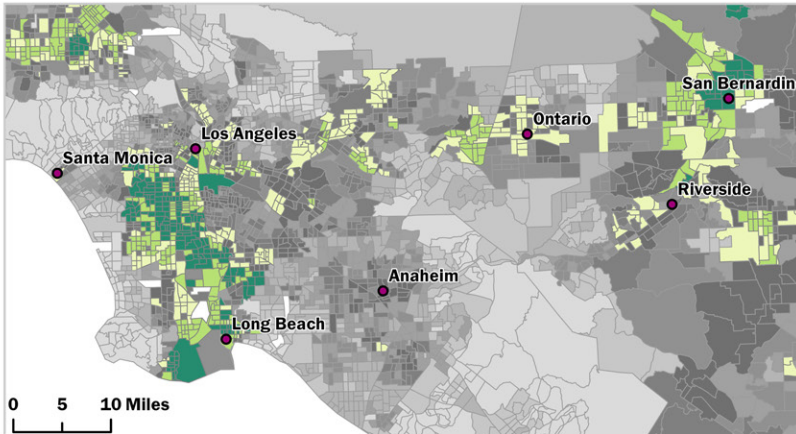 San Bernardin
Ontario
Los Angeles
Santa Monica
Riverside
Anaheim
Long Beach
0 5 10 Miles